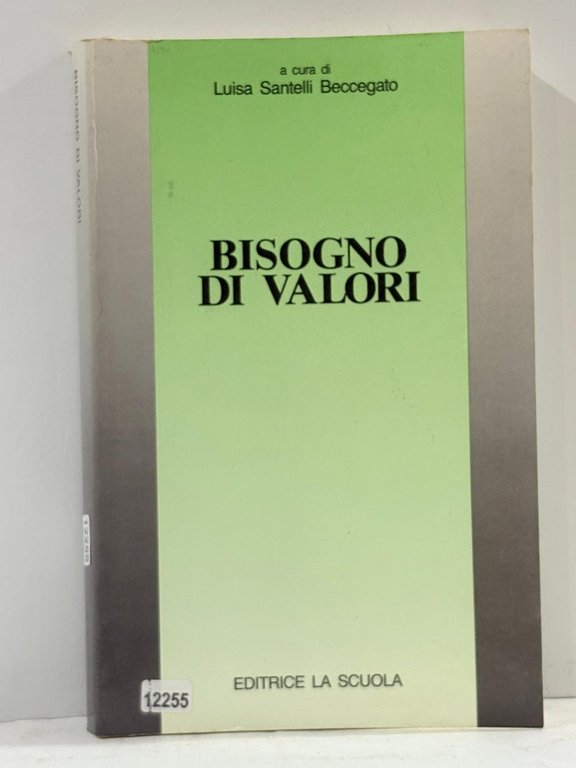 a cura di
Luisa Santelli Beccegato
BISOGNO
DI VALORI
EDITRICE LA SCUOLA
12255
BISOGNO DI VALORI
12255